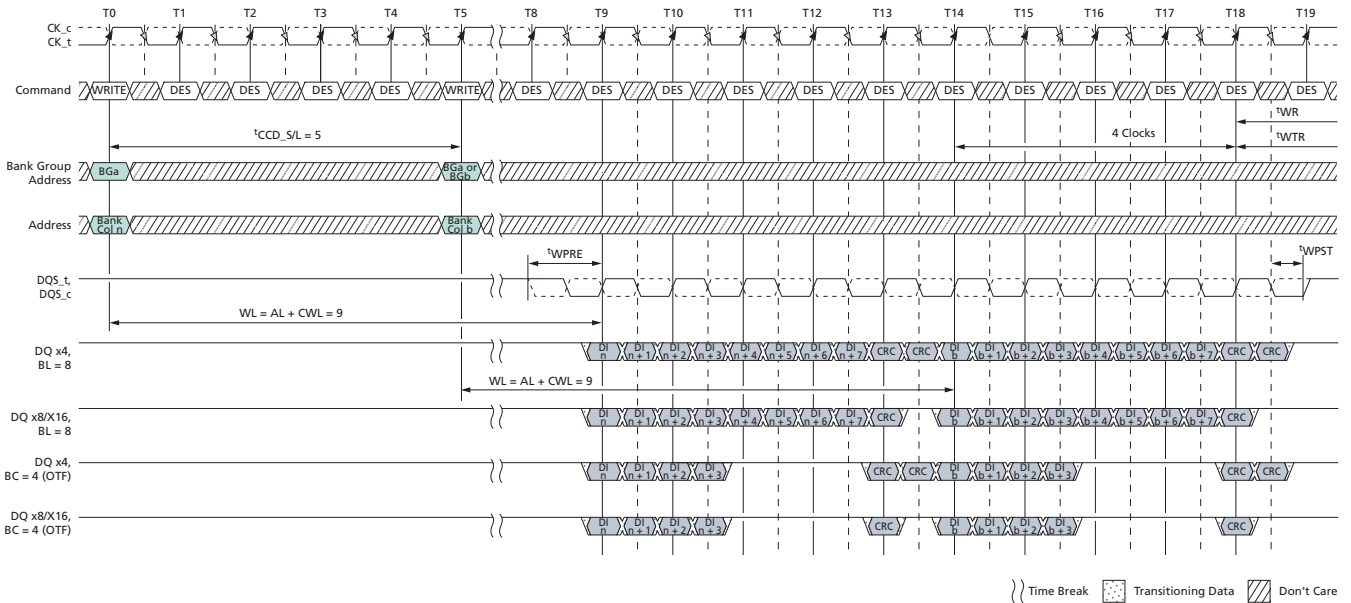 T0 T1 T2 T3 T4 T5 T8 T9 T10 T11 T12 T13 T14 T15 T16 T17 T18 T19
CK_c
CK_t
Command WRITE DES DES DES DES WRITE DES DES DES DES DES DES DES DES DES DES DES DES
tWR
tCCD_S/L = 5
4 Clocks
tWTR
Bank Group
Address
BGa
BGa or
BGb
Address
Bank
Col n
Bank
Col b
tWPRE
tWPST
DQS_t,
DQS_c
WL = AL + CWL = 9
DQ x4,
BL = 8
DI n DI n + 1 DI n + 2 DI n + 3 DI n + 4 DI n + 5 DI n + 6 DI n + 7 CRC CRC DI b DI b + 1 DI b + 2 DI b + 3 DI b + 4 DI b + 5 DI b + 6 DI b + 7 CRC CRC
WL = AL + CWL = 9
DQ x8/X16,
BL = 8
DI n DI n + 1 DI n + 2 DI n + 3 DI n + 4 DI n + 5 DI n + 6 DI n + 7 CRC DI b DI b + 1 DI b + 2 DI b + 3 DI b + 4 DI b + 5 DI b + 6 DI b + 7 CRC
DQ x4,
BC = 4 (OTF)
DI n DI n + 1 DI n + 2 DI n + 3 CRC CRC DI b DI b + 1 DI b + 2 DI b + 3 CRC CRC
DQ x8/X16,
BC = 4 (OTF)
DI n DI n + 1 DI n + 2 DI n + 3 CRC DI b DI b + 1 DI b + 2 DI b + 3 CRC
Time Break Transitioning Data Don't Care